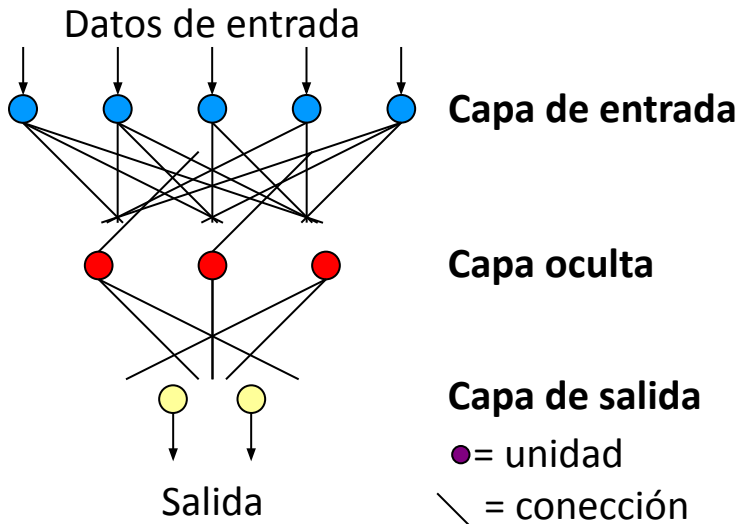 Datos de entrada
Capa de entrada
Capa oculta
Capa de salida
= unidad
= conección
Salida